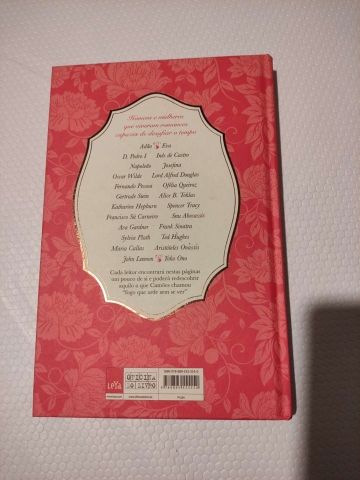 Homens e mulheres
que viveram romances
capazes de desafiar o tempo
Adão Eva
D. Pedro I Inês de Castro
Napoleão Josefina
Oscar Wilde Lord Alfred Douglas
Fernando Pessoa Ofélia Queiroz
Gertrude Stein Alice B. Toklas
Katharine Hepburn Spencer Tracy
Francisco Sá Carneiro Snu Abecassis
Ava Gardner Frank Sinatra
Sylvia Plath Ted Hughes
Maria Callas Aristóteles Onássis
John Lennon Yoko Ono
Cada leitor encontrará nestas páginas
um pouco de si e poderá redescobrir
aquilo a que Camões chamou
"fogo que arde sem se ver"
LeYa
OFICINA
DO LIVRO